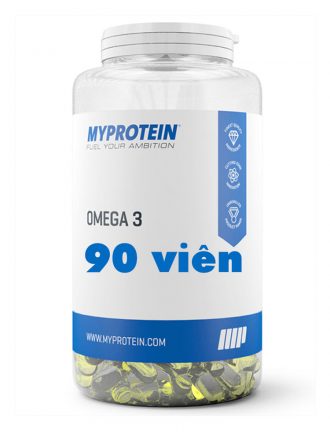 MYPROTEIN
FUEL YOUR AMBITION
OMEGA 3
90 viên
WWW.MYPROTEIN.COM